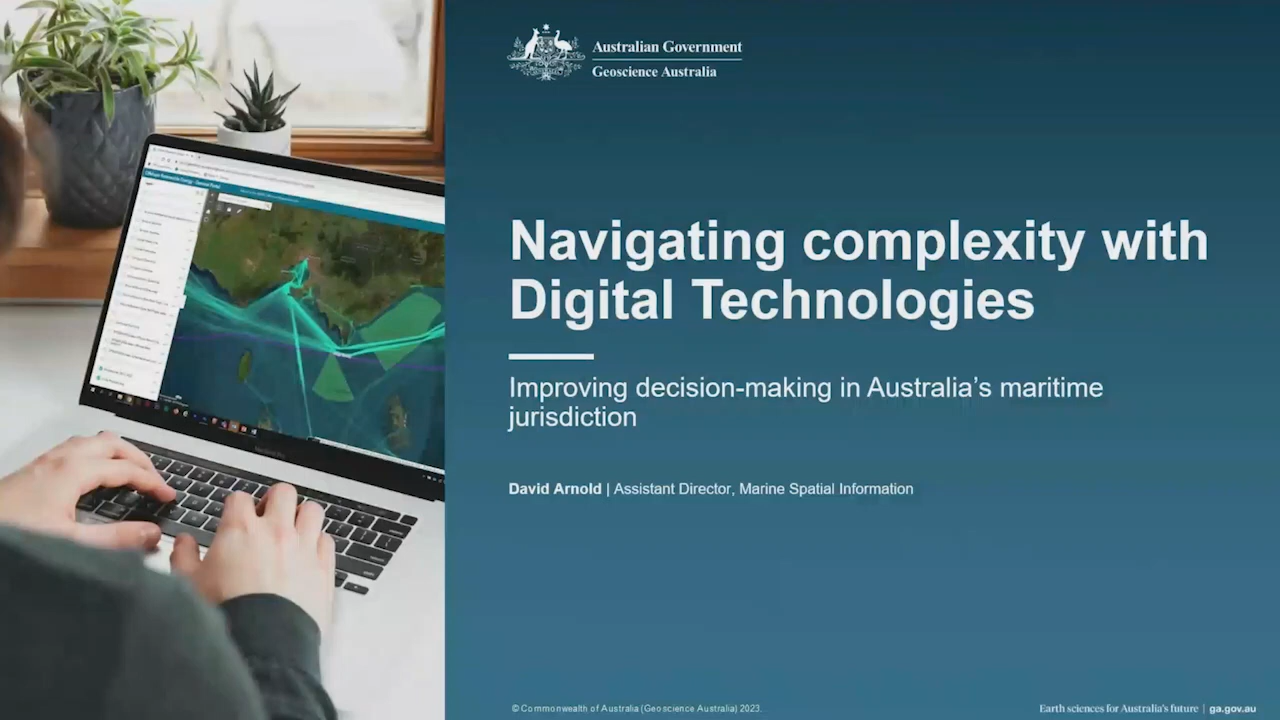 Australian Government
Geoscience Australia
Navigating complexity with
Digital Technologies
Improving decision-making in Australia's maritime
jurisdiction
David Arnold | Assistant Director, Marine Spatial Information
© Commonwealth of Australia (Geoscience Australia) 2023.
Earth sciences for Australia's future | ga.gov.au